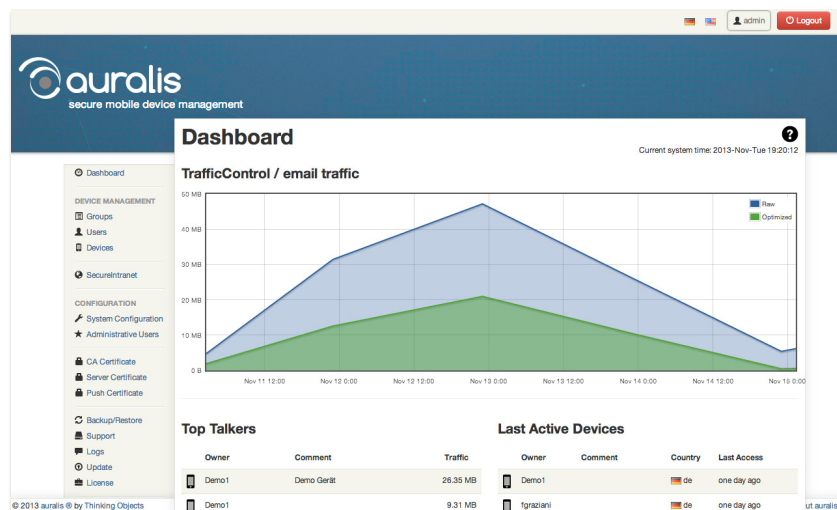 admin
Logout
auralis
secure mobile device management
Dashboard
Current system time: 2013-Nov-Tue 19:20:12
Dashboard
DEVICE MANAGEMENT
Groups
Users
Devices
SecureIntranet
CONFIGURATION
System Configuration
Administrative Users
CA Certificate
Server Certificate
Push Certificate
Backup/Restore
Support
Logs
Update
License
TrafficControl / email traffic
50 MB
40 MB
30 MB
20 MB
10 MB
0 B
Raw
Optimized
Nov 11 12:00 Nov 12 0:00 Nov 12 12:00 Nov 13 0:00 Nov 13 12:00 Nov 14 0:00 Nov 14 12:00 Nov 15 0:00
Top Talkers
Owner Comment Traffic
Demo1 Demo Gerät 26.35 MB
Demo1 9.31 MB
Last Active Devices
Owner Comment Country Last Access
Demo1 de one day ago
fgraziani de one day ago
© 2013 auralis ® by Thinking Objects
ut auralis